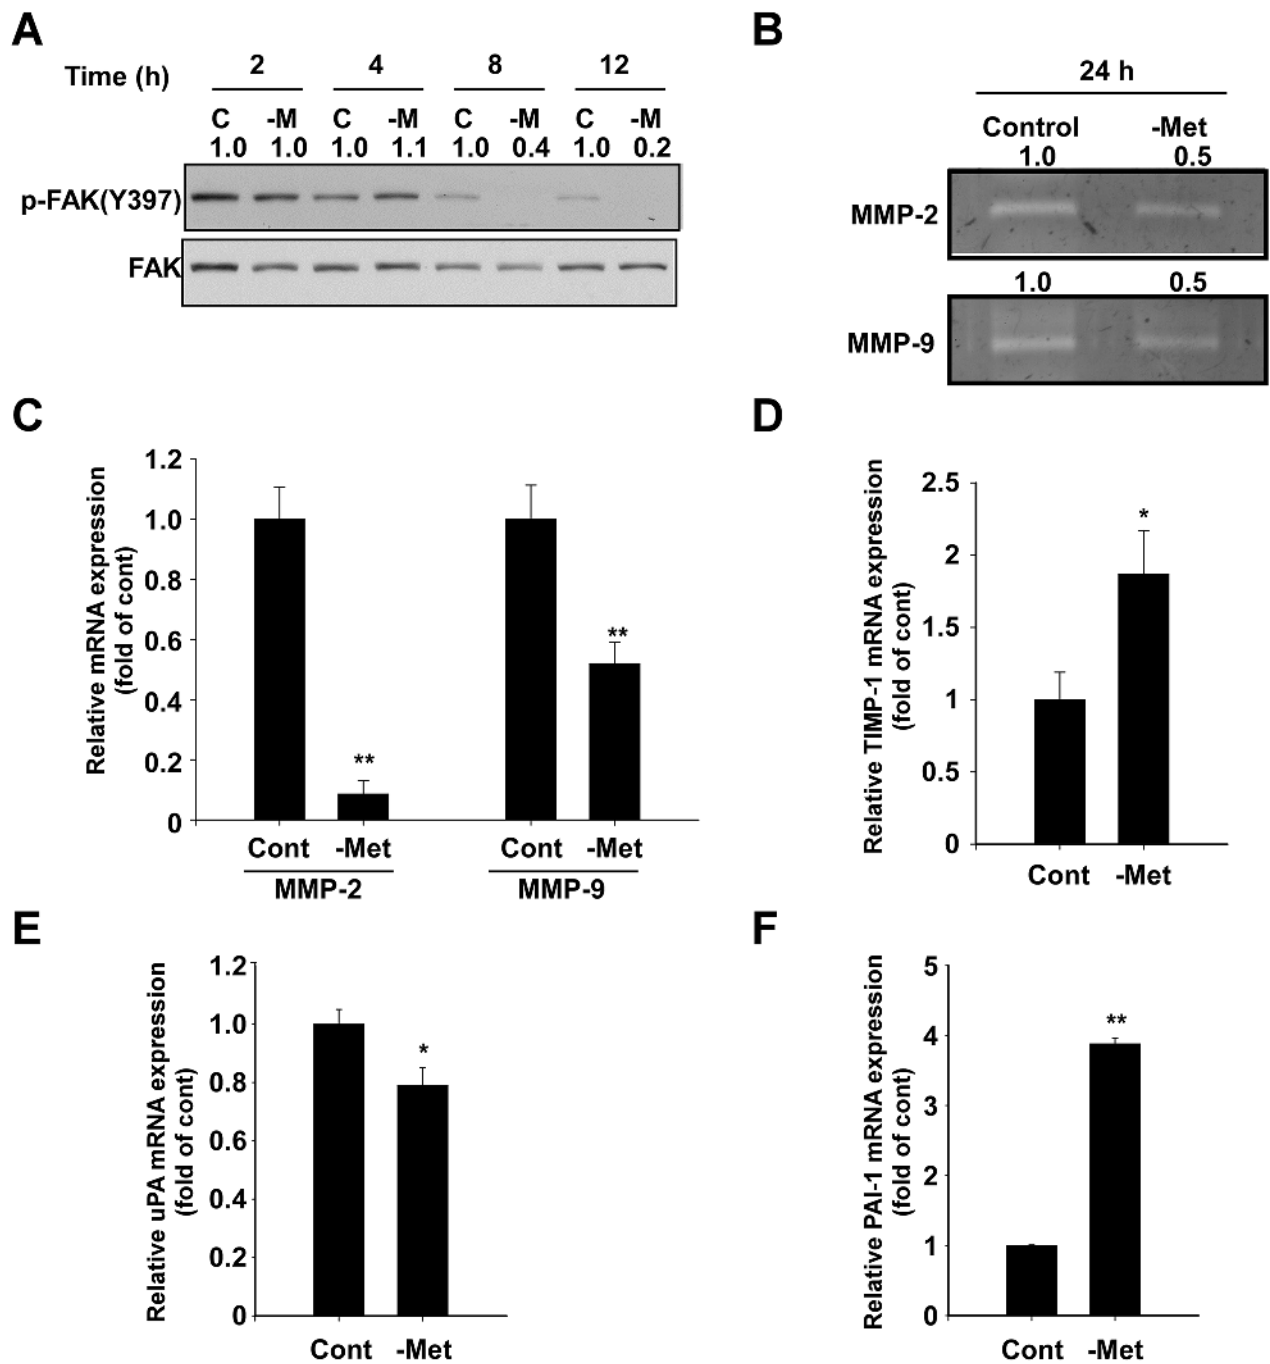 A
Time (h) 2 4 8 12
C -M C -M C -M C -M
1.0 1.0 1.0 1.1 1.0 0.4 1.0 0.2
p-FAK(Y397)
FAK
B
24 h
Control -Met
1.0 0.5
MMP-2
1.0 0.5
MMP-9
C
Relative mRNA expression
(fold of cont)
1.2
1.0
0.8
0.6
0.4
0.2
0
**
**
Cont -Met Cont -Met
MMP-2 MMP-9
D
Relative TIMP-1 mRNA expression
(fold of cont)
2.5
2
1.5
1
0.5
0
*
Cont -Met
E
Relative uPA mRNA expression
(fold of cont)
1.2
1.0
0.8
0.6
0.4
0.2
0
*
Cont -Met
F
Relative PAI-1 mRNA expression
(fold of cont)
5
4
3
2
1
0
**
Cont -Met